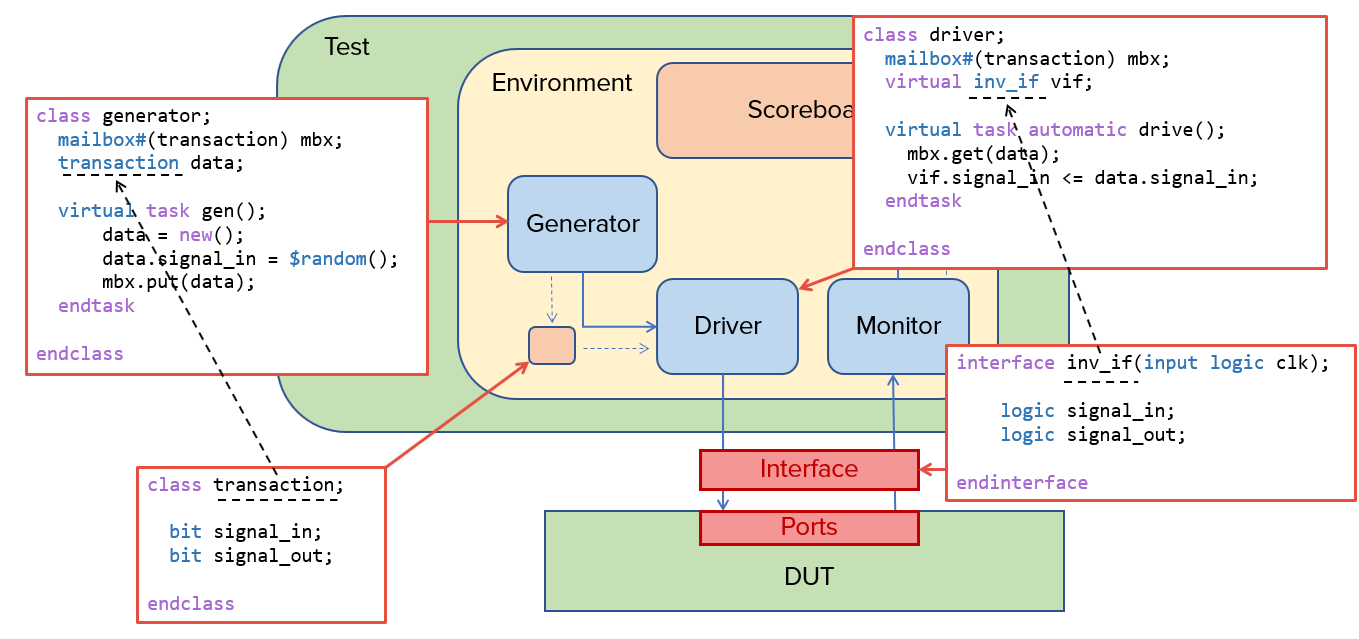 Test
Environment
Scoreboa
class generator;
mailbox#(transaction) mbx;
transaction data;
virtual task gen();
data = new();
data.signal_in = $random();
mbx.put(data);
endtask
endclass
class driver;
mailbox#(transaction) mbx;
virtual inv_if vif;
virtual task automatic drive();
mbx.get(data);
vif.signal_in <= data.signal_in;
endtask
endclass
Generator
Driver
Monitor
interface inv_if(input logic clk);
logic signal_in;
logic signal_out;
endinterface
class transaction;
bit signal_in;
bit signal_out;
endclass
Interface
Ports
DUT